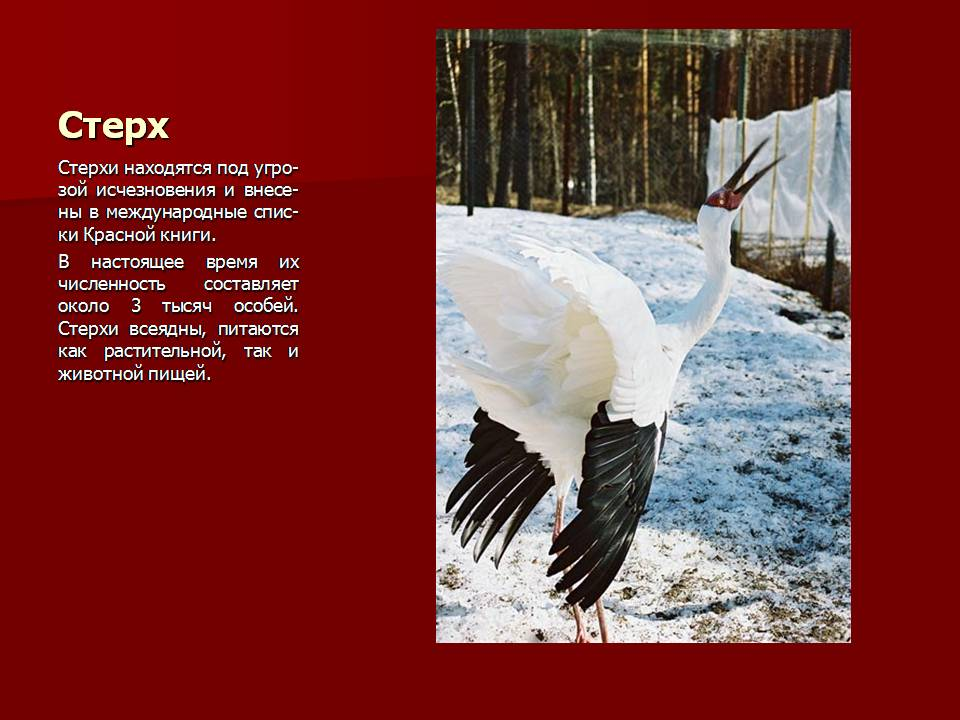 Стерх
Стерхи находятся под угро-
зой исчезновения и внесе-
ны в международные спис-
ки Красной книги.
В настоящее время их
численность составляет
около 3 тысяч особей.
Стерхи всеядны, питаются
как растительной, так и
животной пищей.